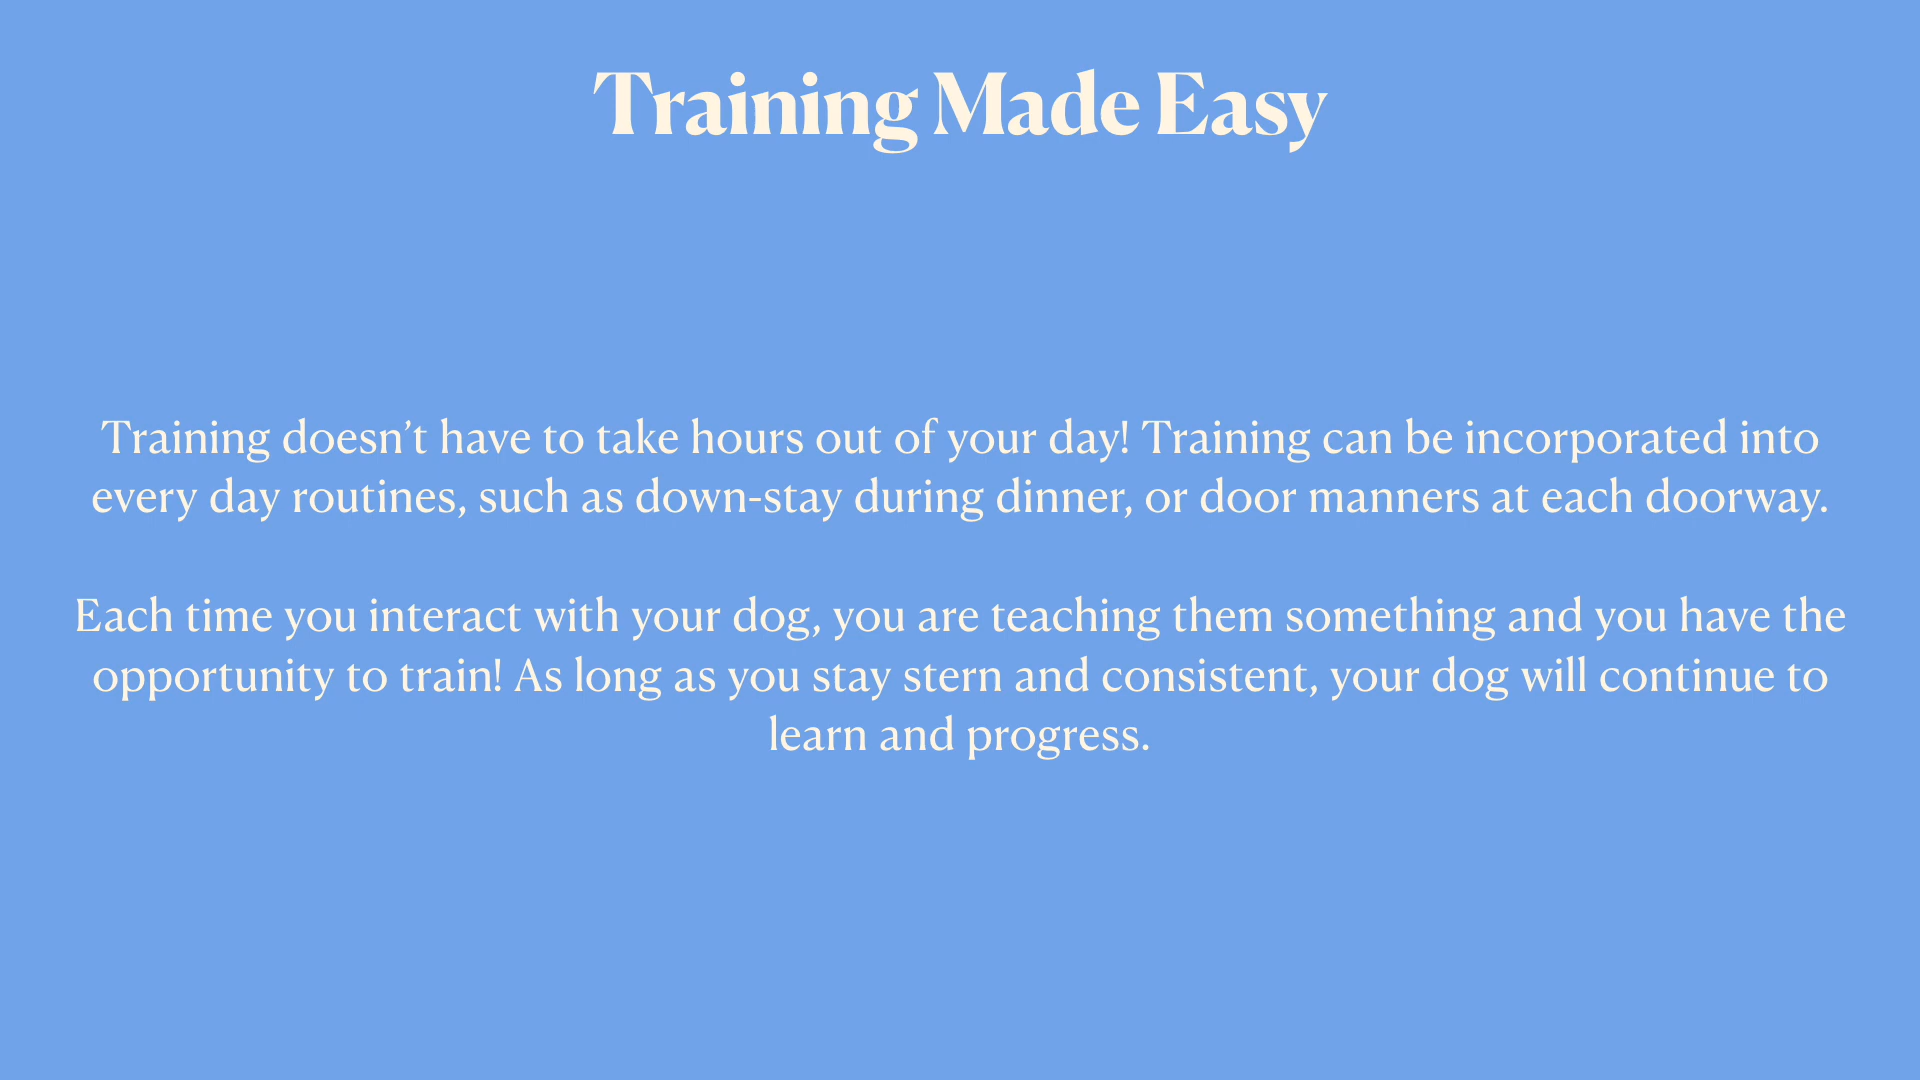 Training Made Easy
Training doesn’t have to take hours out of your day! Training can be incorporated into
every day routines, such as down-stay during dinner, or door manners at each doorway.
Each time you interact with your dog, you are teaching them something and you have the
opportunity to train! As long as you stay stern and consistent, your dog will continue to
learn and progress.